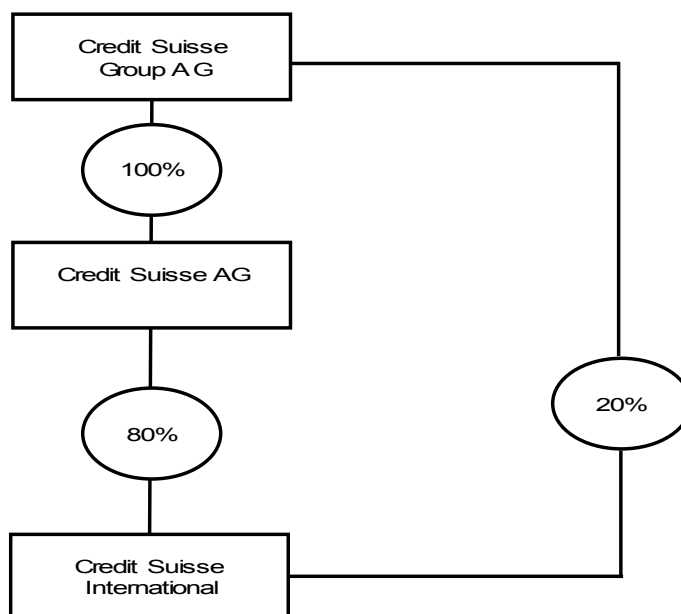 Credit Suisse
Group AG
100%
Credit Suisse AG
80%
20%
Credit Suisse
International